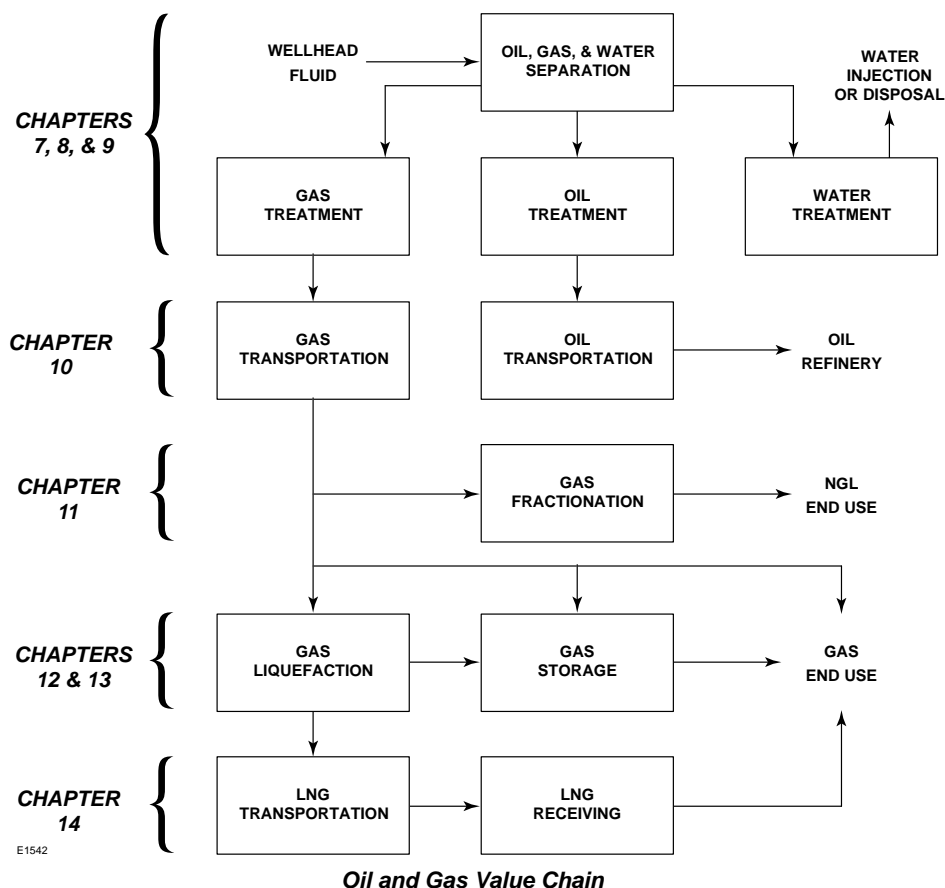 WELLHEAD
FLUID
OIL, GAS, & WATER
SEPARATION
WATER
INJECTION
OR DISPOSAL
CHAPTERS
7, 8, & 9
GAS
TREATMENT
OIL
TREATMENT
WATER
TREATMENT
CHAPTER
10
GAS
TRANSPORTATION
OIL
TRANSPORTATION
OIL
REFINERY
CHAPTER
11
GAS
FRACTIONATION
NGL
END USE
CHAPTERS
12 & 13
GAS
LIQUEFACTION
GAS
STORAGE
GAS
END USE
CHAPTER
14
LNG
TRANSPORTATION
LNG
RECEIVING
E1542
Oil and Gas Value Chain